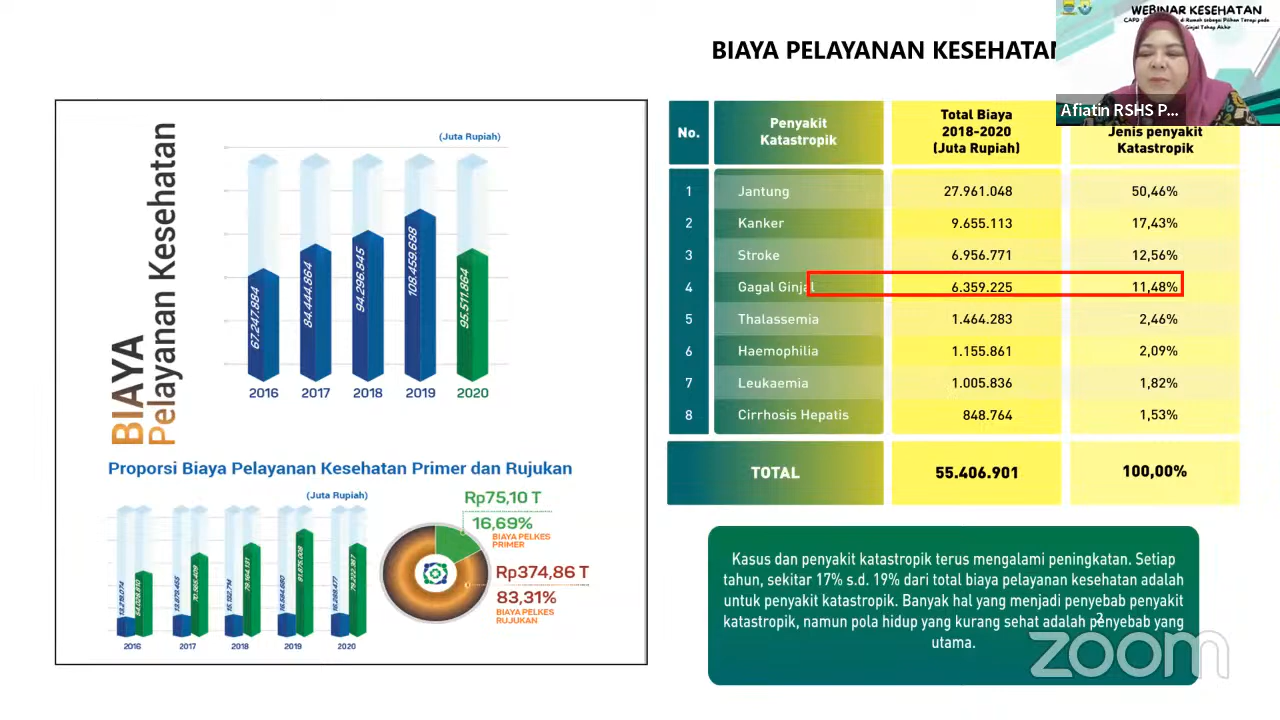 BIAYA PELAYANAN KESEHATAN
WEBINAR KESEHATAN
Afiatin RSHS P...
BIAYA
Pelayanan Kesehatan
(Juta Rupiah)
67.247.884
84.444.864
94.296.845
108.459.688
95.511.864
2016
2017
2018
2019
2020
Proporsi Biaya Pelayanan Kesehatan Primer dan Rujukan
(Juta Rupiah)
2016
2017
2018
2019
2020
Rp75,10 T
16,69%
BIAYA PELKES
PRIMER
Rp374,86 T
83,31%
BIAYA PELKES
RUJUKAN
No. Penyakit Katastropik Total Biaya 2018-2020 (Juta Rupiah) Jenis penyakit Katastropik
1 Jantung 27.961.048 50,46%
2 Kanker 9.655.113 17,43%
3 Stroke 6.956.771 12,56%
4 Gagal Ginjal 6.359.225 11,48%
5 Thalassemia 1.464.283 2,46%
6 Haemophilia 1.155.861 2,09%
7 Leukaemia 1.005.836 1,82%
8 Cirrhosis Hepatis 848.764 1,53%
TOTAL 55.406.901 100,00%
Kasus dan penyakit katastropik terus mengalami peningkatan. Setiap
tahun, sekitar 17% s.d. 19% dari total biaya pelayanan kesehatan adalah
untuk penyakit katastropik. Banyak hal yang menjadi penyebab penyakit
katastropik, namun pola hidup yang kurang sehat adalah penyebab yang
utama.
2
zoom